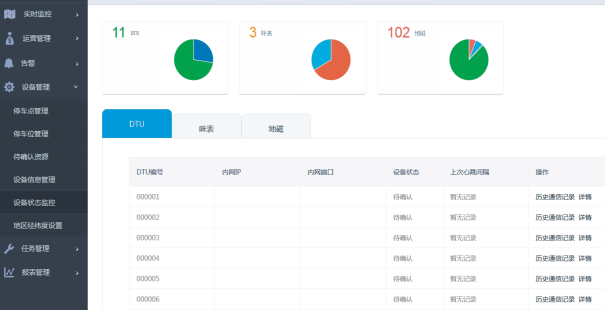 实时监控
运营管理
告警
设备管理
停车点管理
停车位管理
待确认资源
设备信息管理
设备状态监控
地区经纬度设置
任务管理
报表管理
11
3 咪表
102 地磁
DTU 咪表 地磁
DTU编号 内网IP 内网端口 设备状态 上次心跳间隔 操作
000001 待确认 暂无记录 历史通信记录 详情
000002 待确认 暂无记录 历史通信记录 详情
000003 待确认 暂无记录 历史通信记录 详情
000004 待确认 暂无记录 历史通信记录 详情
000005 待确认 暂无记录 历史通信记录 详情
000006 待确认 暂无记录 历史通信记录 详情